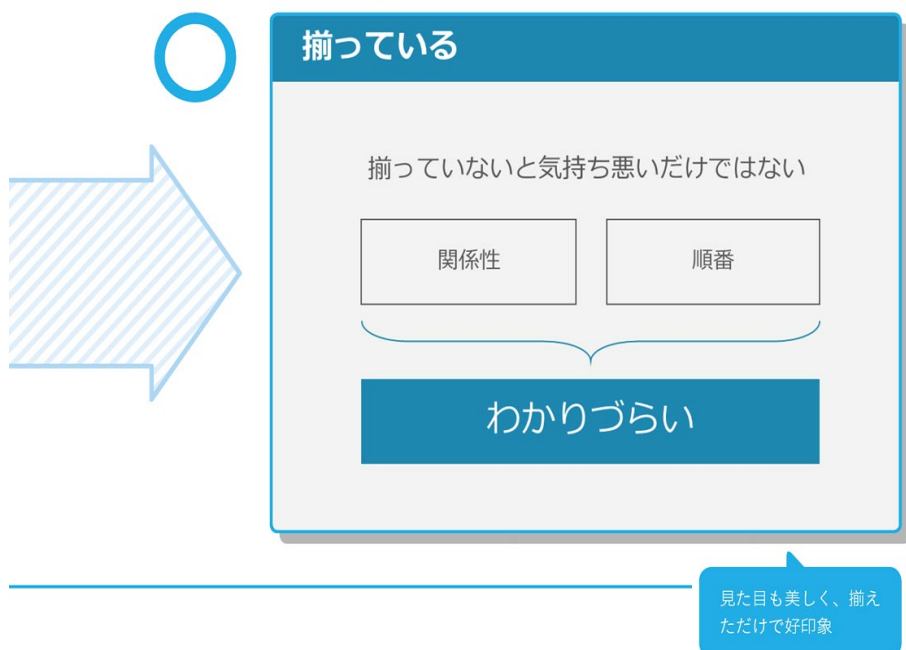 揃っている
揃っていないと気持ち悪いだけではない
関係性
順番
わかりづらい
見た目も美しく、揃え
ただけで好印象